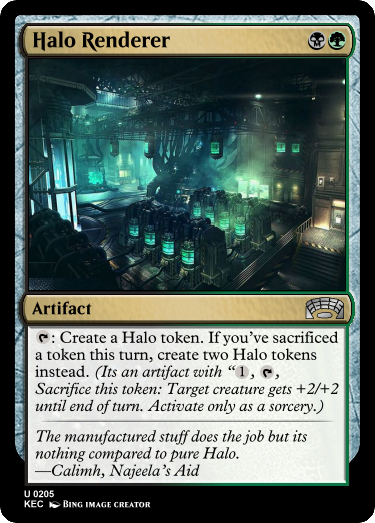 Halo Renderer
Artifact
: Create a Halo token. If you've sacrificed
a token this turn, create two Halo tokens
instead. (Its an artifact with "1, ,
Sacrifice this token: Target creature gets +2/+2
until end of turn. Activate only as a sorcery.)
The manufactured stuff does the job but its
nothing compared to pure Halo.
—Calimh, Najeela's Aid
U 0205
KEC Bing Image Creator